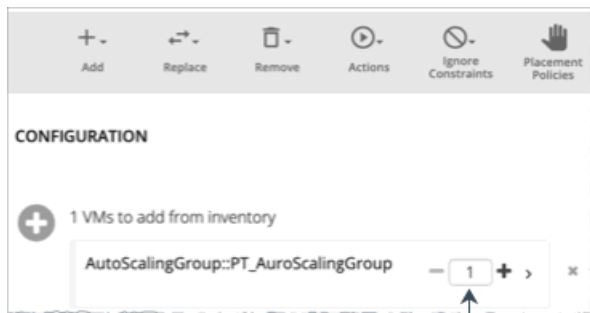 Add
Replace
Remove
Actions
Ignore
Constraints
Placement
Policies
CONFIGURATION
1 VMs to add from inventory
AutoScalingGroup::PT_AuroScalingGroup
1